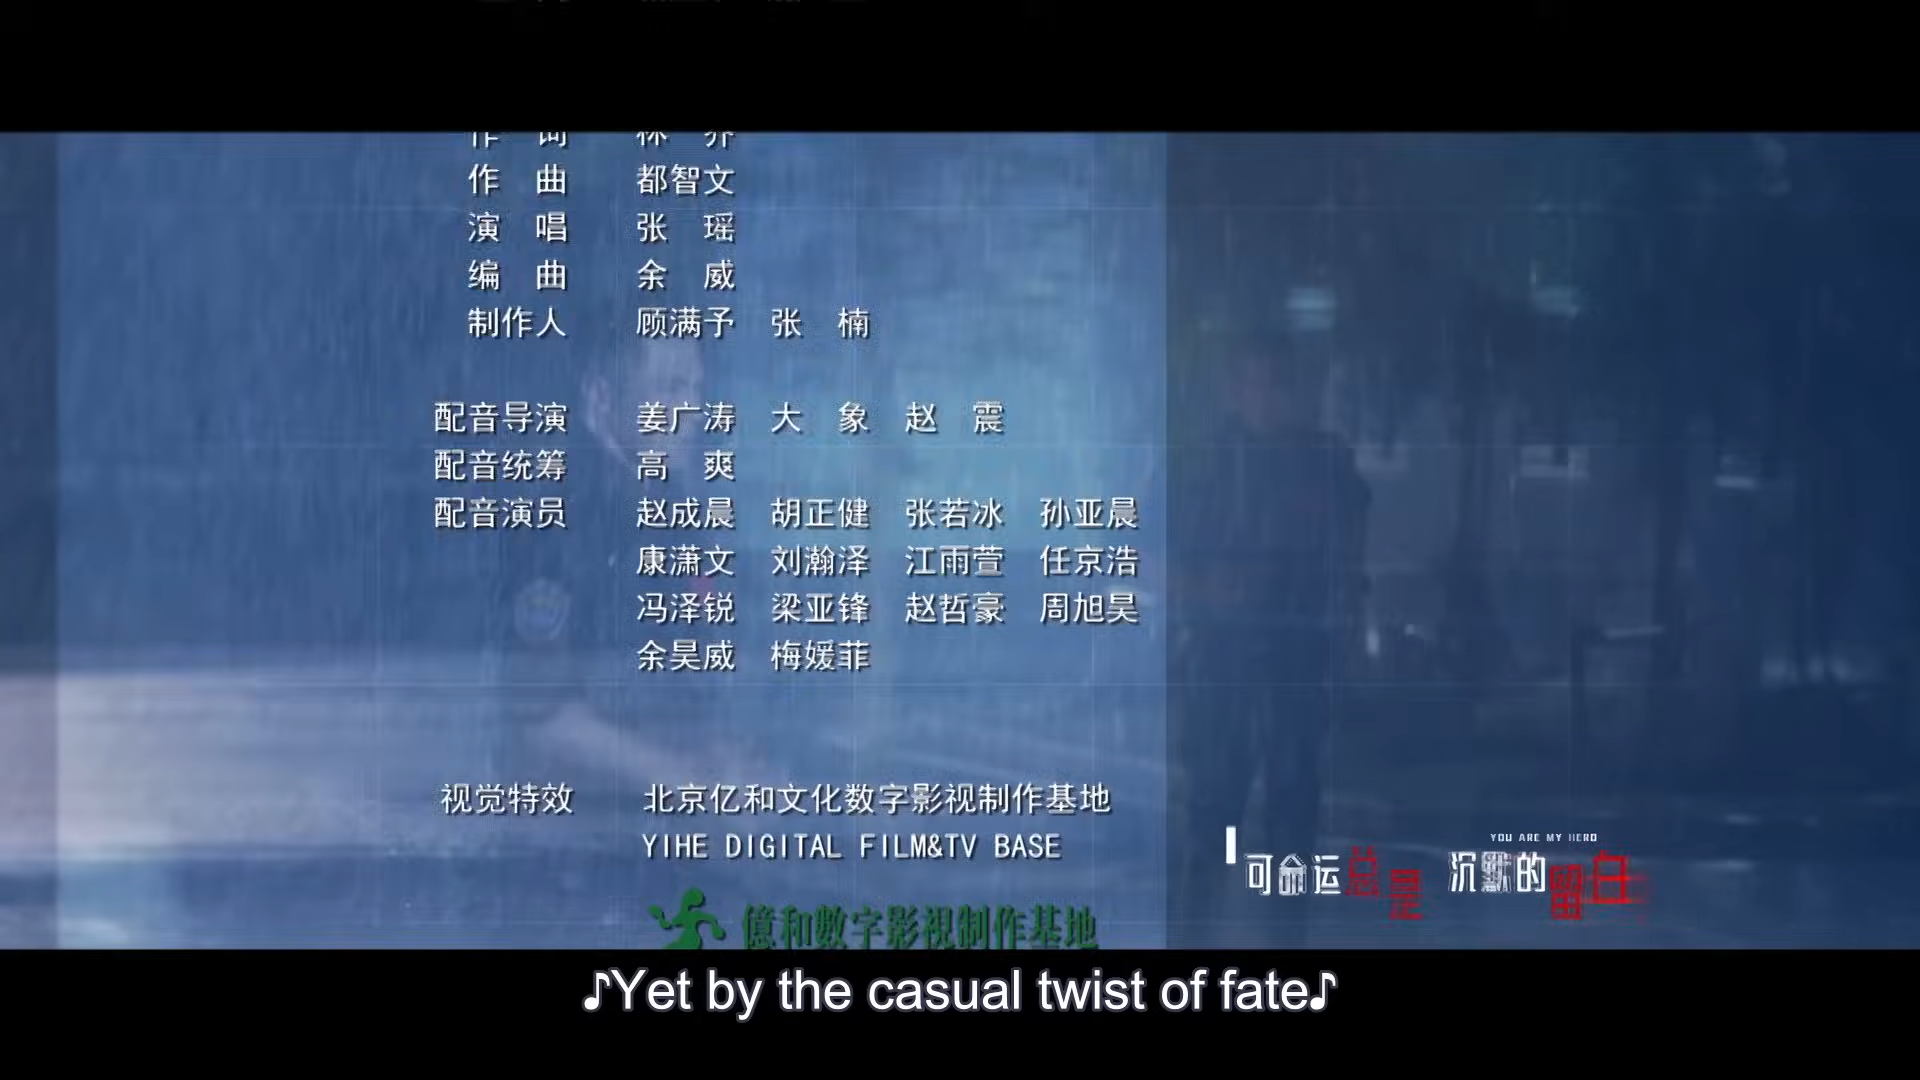 作 词 林 乔
作 曲 都智文
演 唱 张 瑶
编 曲 余 威
制作人 顾满予 张 楠
配音导演 姜广涛 大 象 赵 震
配音统筹 高 爽
配音演员 赵成晨 胡正健 张若冰 孙亚晨
康潇文 刘瀚泽 江雨萱 任京浩
冯泽锐 梁亚锋 赵哲豪 周旭昊
余昊威 梅媛菲
视觉特效 北京亿和文化数字影视制作基地
YIHE DIGITAL FILM&TV BASE
億和數字影視制作基地
YOU ARE MY HERO
可命运总是 沉默的留白
♪Yet by the casual twist of fate♪